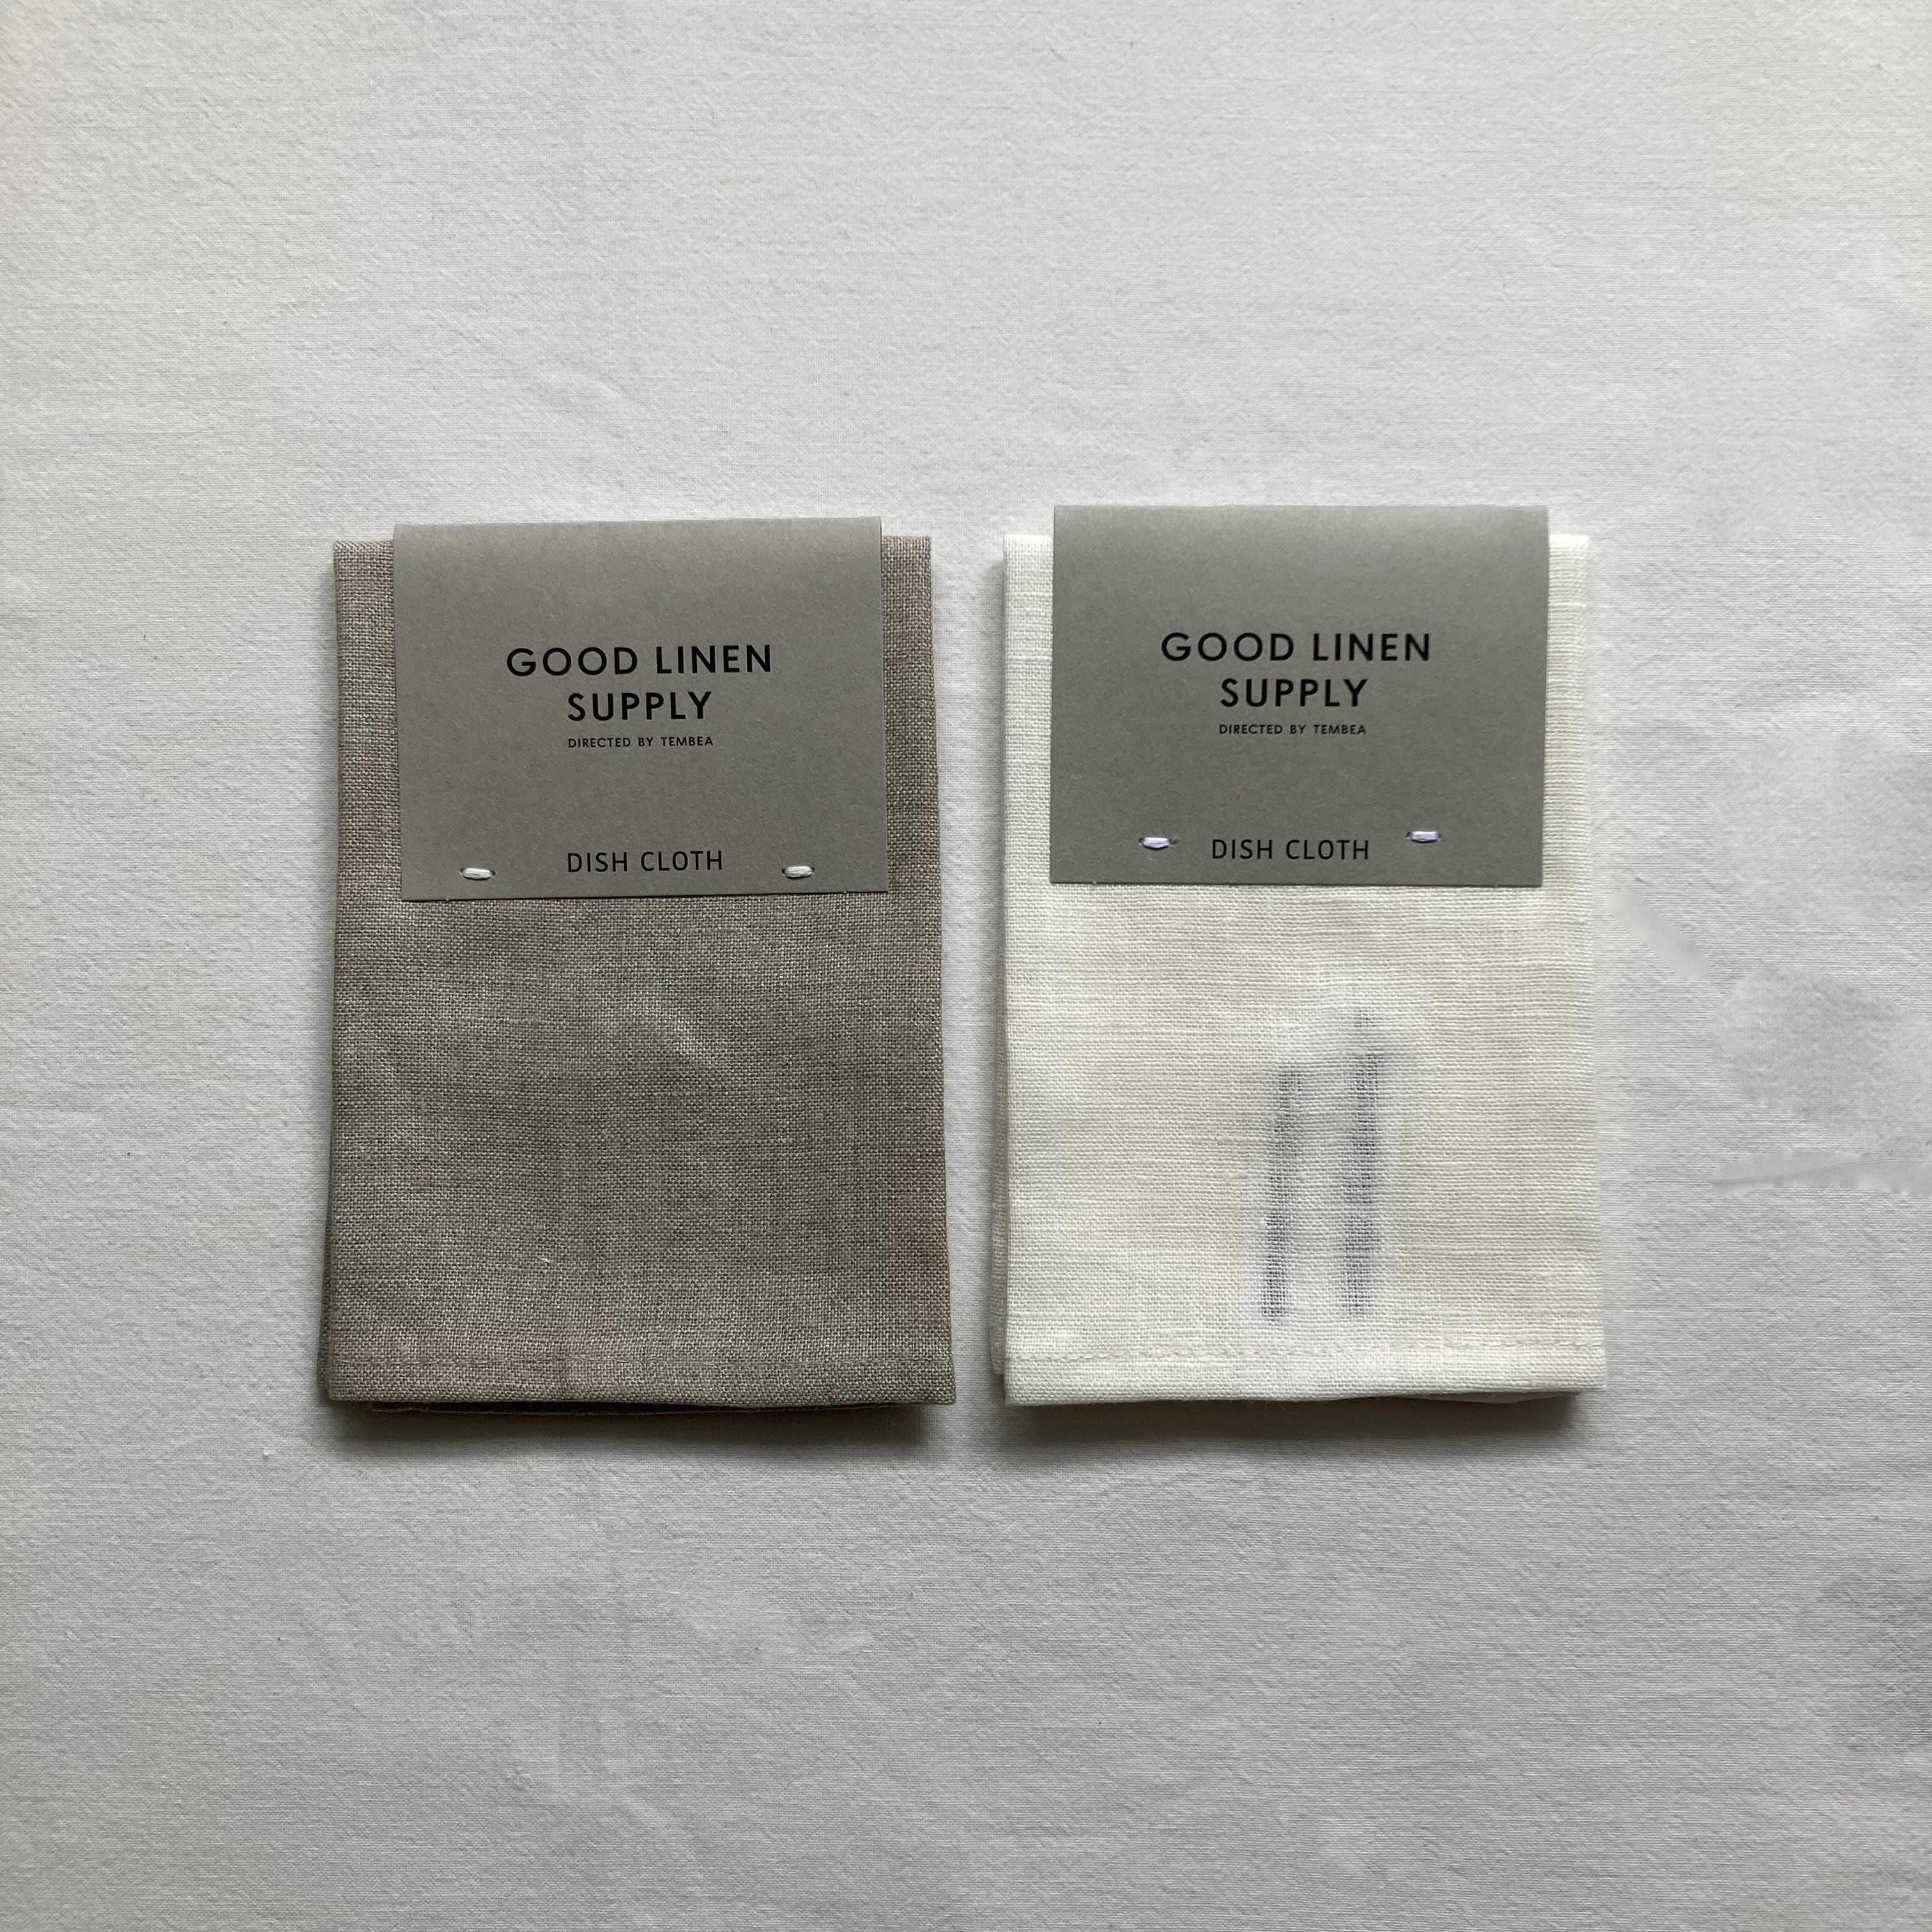 GOOD LINEN
SUPPLY
DIRECTED BY TEMBEA
DISH CLOTH
GOOD LINEN
SUPPLY
DIRECTED BY TEMBEA
DISH CLOTH